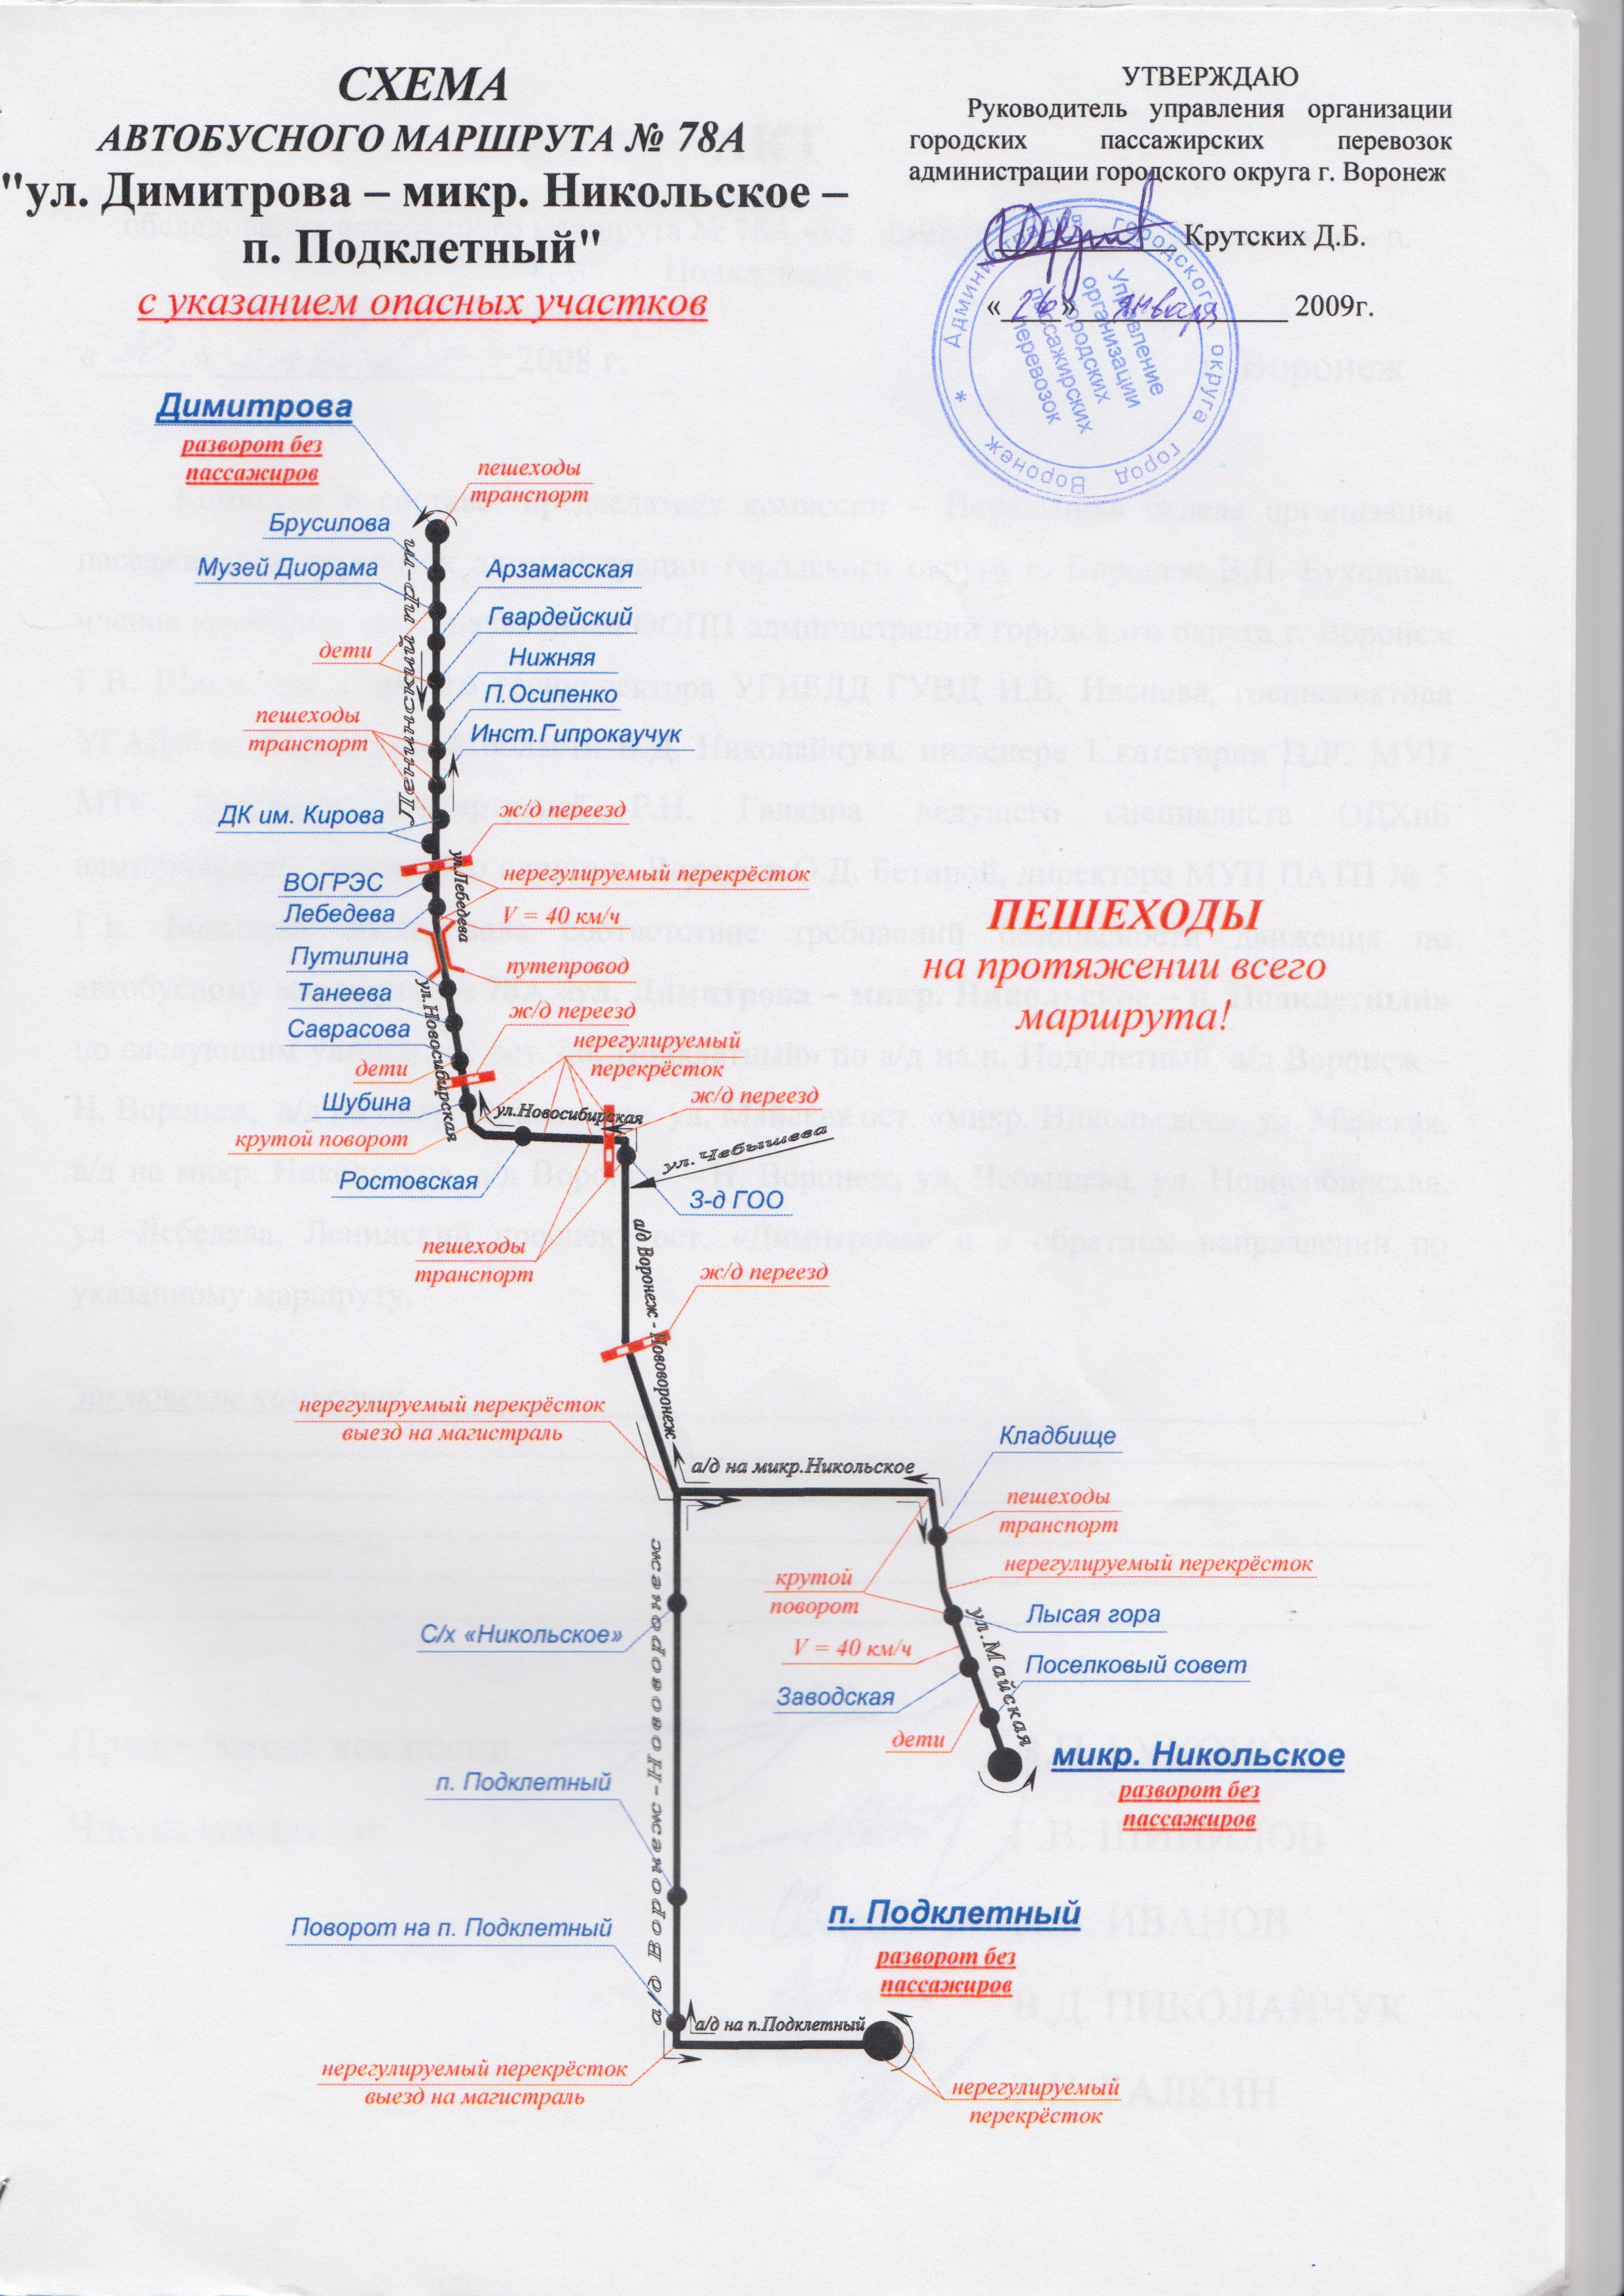 СХЕМА
АВТОБУСНОГО МАРШРУТА № 78А
"ул. Димитрова – микр. Никольское –
п. Подклетный"
с указанием опасных участков
УТВЕРЖДАЮ
Руководитель управления организации
городских пассажирских перевозок
администрации городского округа г. Воронеж
Крутских Д.Б.
«26» января 2009г.
Администрация городского округа город Воронеж *
Управление
организации
городских
пассажирских
перевозок
Димитрова
разворот без
пассажиров
пешеходы
транспорт
Брусилова
Музей Диорама
Арзамасская
Гвардейский
дети
Нижняя
П.Осипенко
пешеходы
транспорт
Инст.Гипрокаучук
Ленинский пр-т
ДК им. Кирова
ж/д переезд
ул.Лебедева
ВОГРЭС
нерегулируемый перекрёсток
Лебедева
V = 40 км/ч
Путилина
путепровод
Танеева
ж/д переезд
Саврасова
ул.Новосибирская
нерегулируемый
перекрёсток
дети
Шубина
ж/д переезд
ул.Новосибирская
крутой поворот
ул.Чебышева
Ростовская
З-д ГОО
пешеходы
транспорт
а/д Воронеж - Нововоронеж
ж/д переезд
ПЕШЕХОДЫ
на протяжении всего
маршрута!
нерегулируемый перекрёсток
выезд на магистраль
Кладбище
а/д на микр.Никольское
пешеходы
транспорт
нерегулируемый перекрёсток
крутой
поворот
Лысая гора
С/х «Никольское»
V = 40 км/ч
ул.Майская
Поселковый совет
Заводская
дети
микр. Никольское
разворот без
пассажиров
а/д Воронеж-Нововоронеж
п. Подклетный
Поворот на п. Подклетный
п. Подклетный
разворот без
пассажиров
а/д на п.Подклетный
нерегулируемый перекрёсток
выезд на магистраль
нерегулируемый
перекрёсток